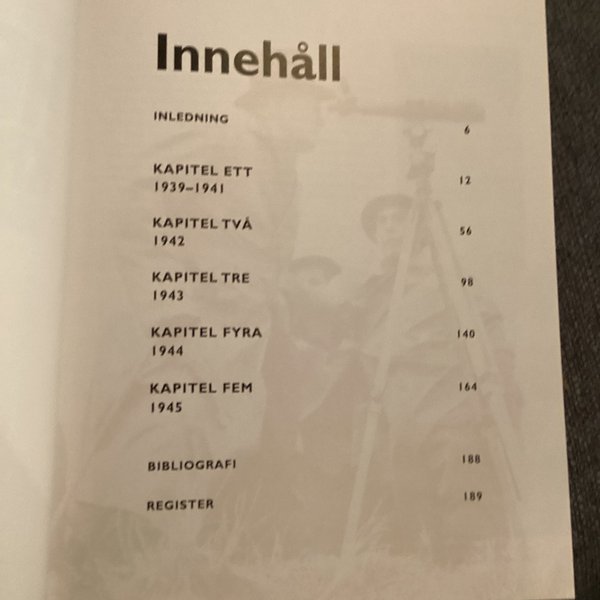 Innehåll
INLEDNING 6
KAPITEL ETT 12
1939–1941
KAPITEL TVÅ 56
1942
KAPITEL TRE 98
1943
KAPITEL FYRA 140
1944
KAPITEL FEM 164
1945
BIBLIOGRAFI 188
REGISTER 189